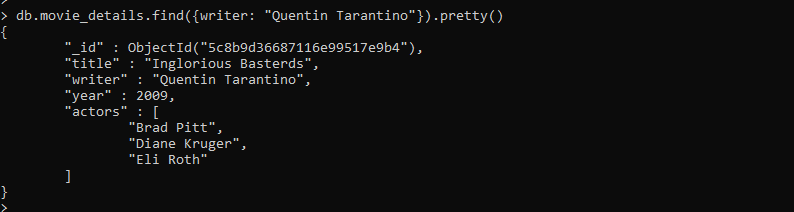 > db.movie_details.find({writer: "Quentin Tarantino"}).pretty()
{
        "_id" : ObjectId("5c8b9d36687116e99517e9b4"),
        "title" : "Inglorious Basterds",
        "writer" : "Quentin Tarantino",
        "year" : 2009,
        "actors" : [
                "Brad Pitt",
                "Diane Kruger",
                "Eli Roth"
        ]
}
>